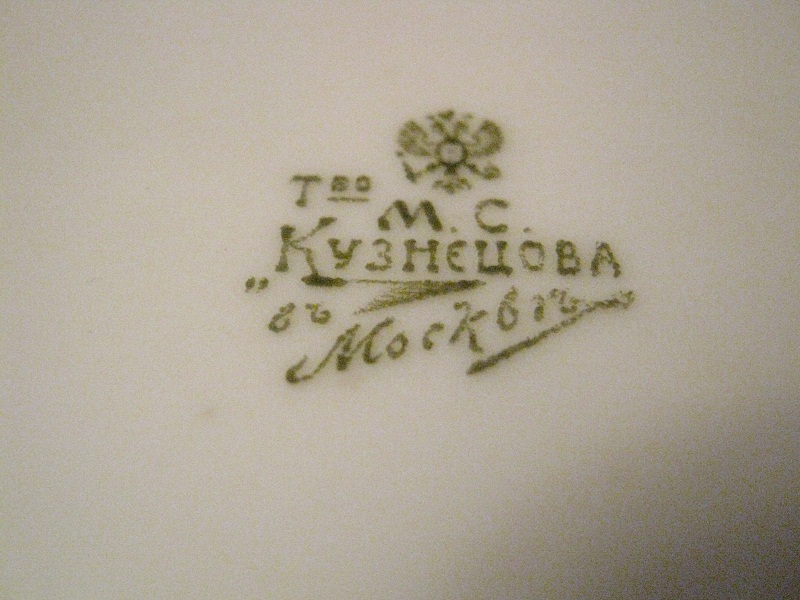 Тво
М. С.
Кузнецова
„въ
Москвѣ"